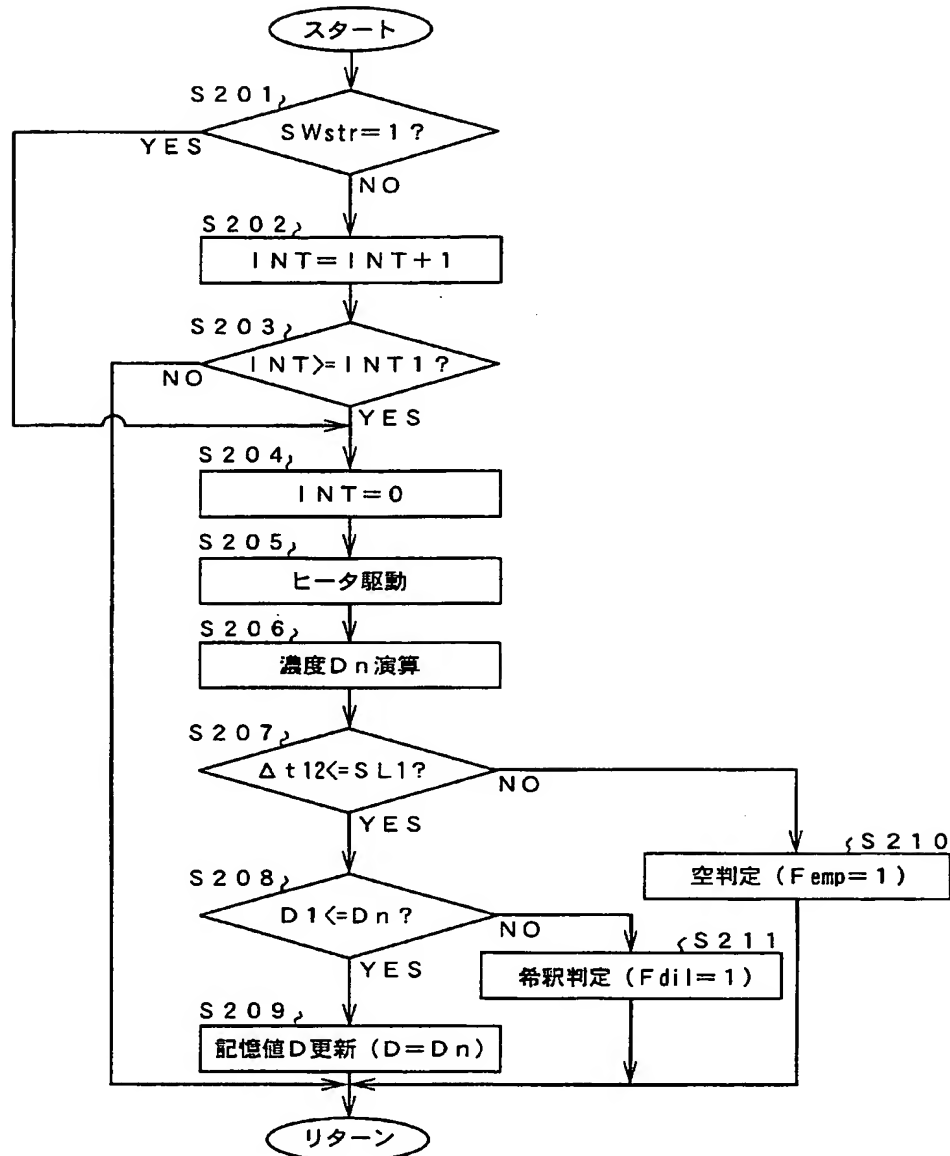 スタート
S201
SWstr=1?
YES
NO
S202
INT=INT+1
S203
INT>=INT1?
NO
YES
S204
INT=0
S205
ヒータ駆動
S206
濃度Dn演算
S207
Δt12<=SL1?
NO
YES
S210
空判定(Femp=1)
S208
D1<=Dn?
NO
YES
S211
希釈判定(Fdil=1)
S209
記憶値D更新(D=Dn)
リターン